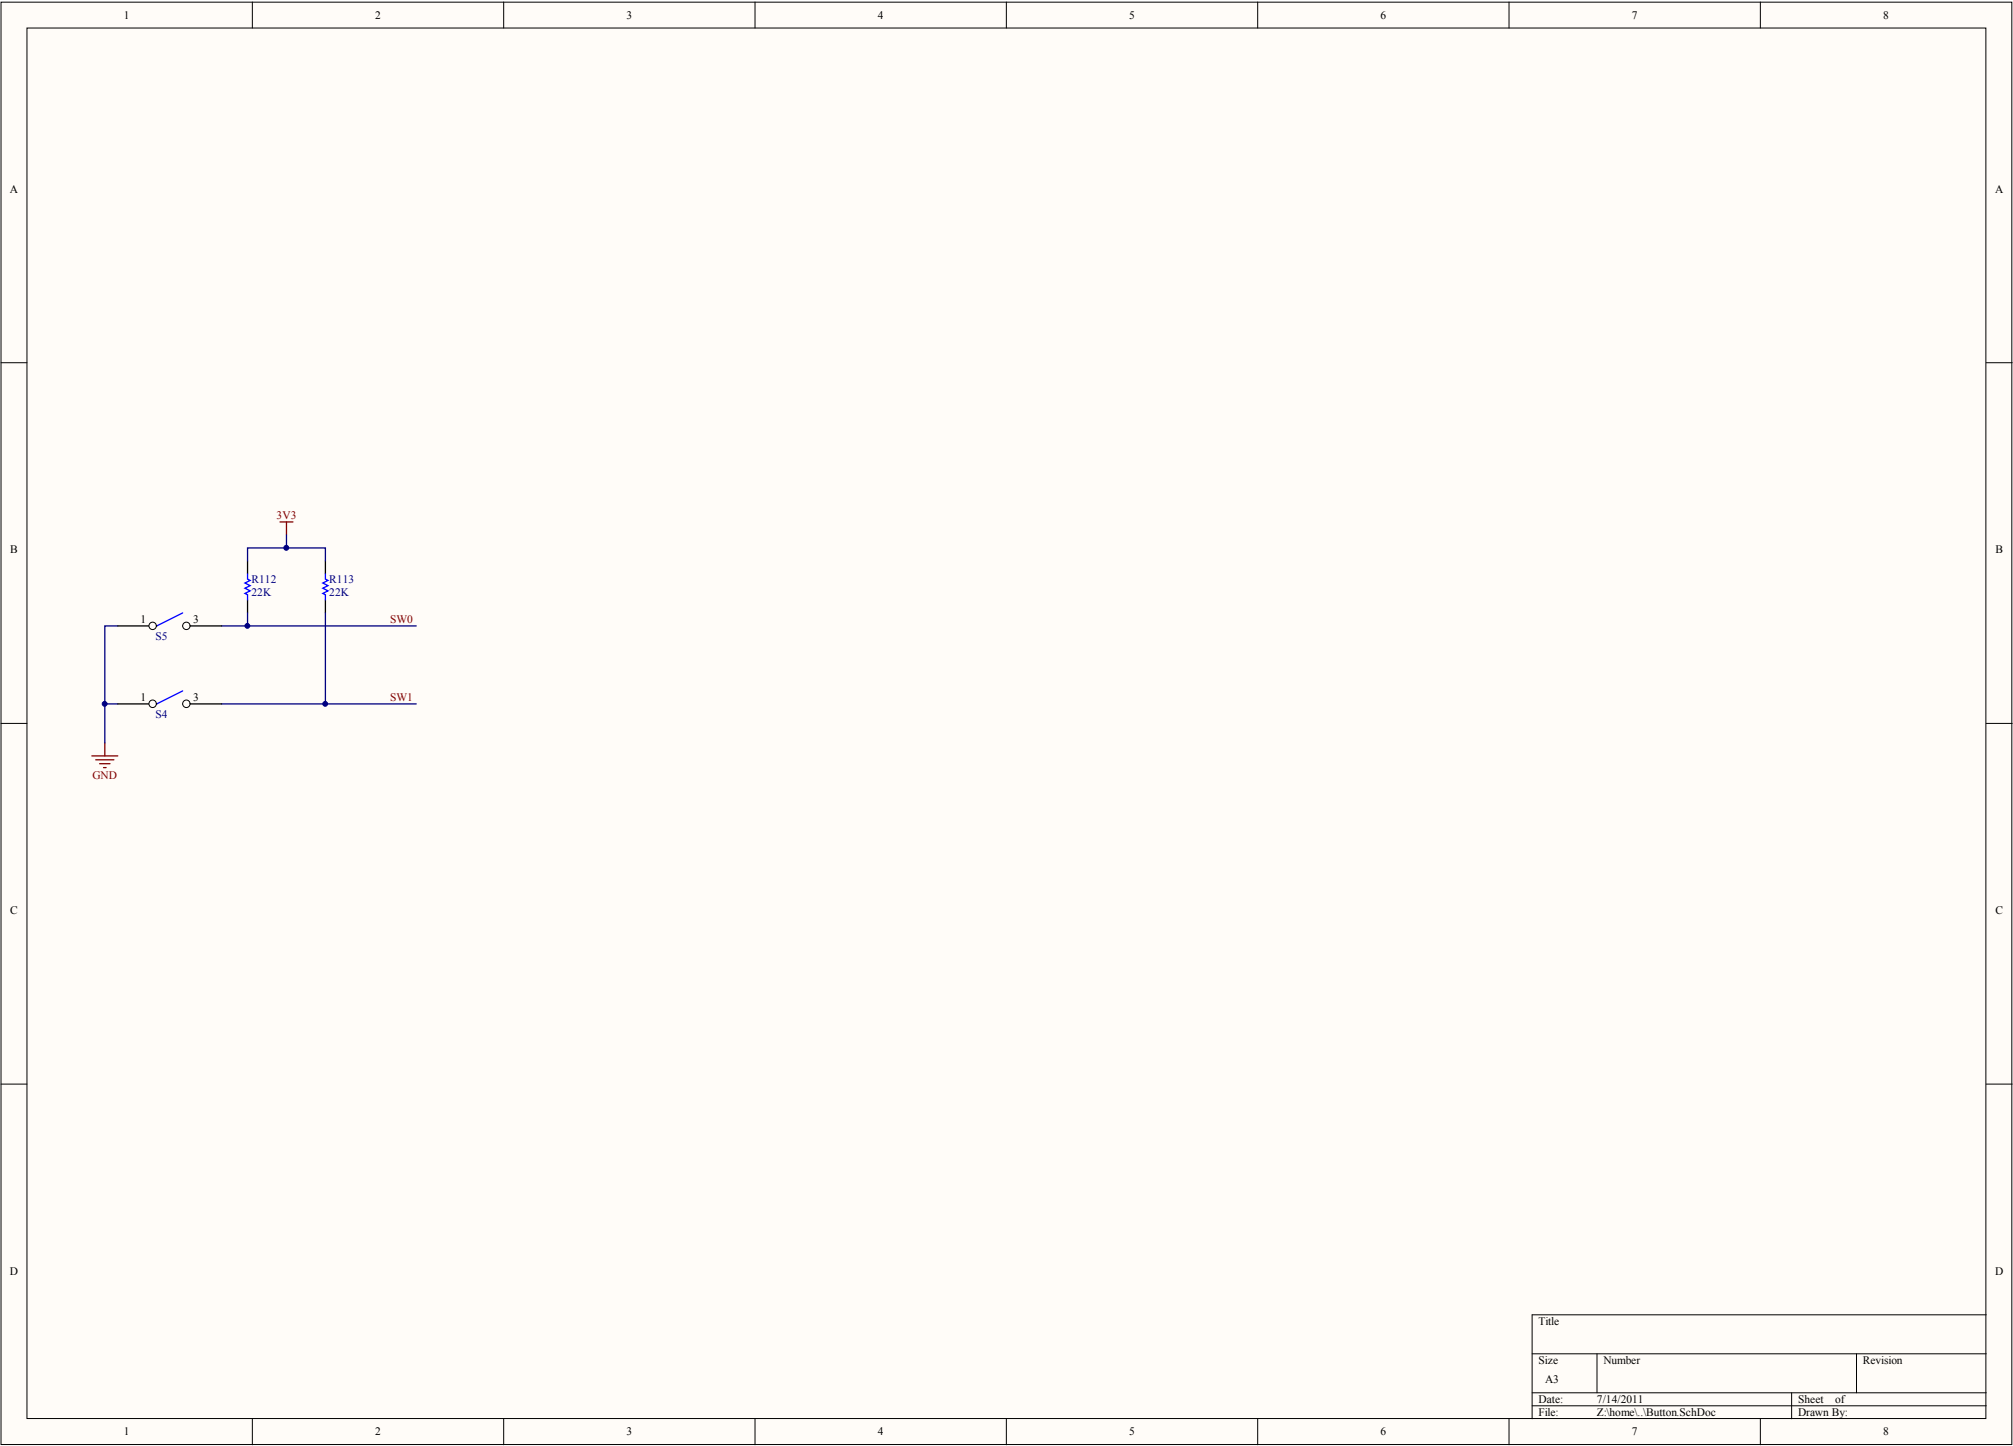 1 2 3 4 5 6 7 8
A A
3V3
B B
R112 R113
22K 22K
1 3 SW0
S5
1 3 SW1
S4
GND
C C
D D
Title
Size Number Revision
A3
Date: 7/14/2011 Sheet of
File: Z:\home\..\Button.SchDoc Drawn By:
1 2 3 4 5 6 7 8